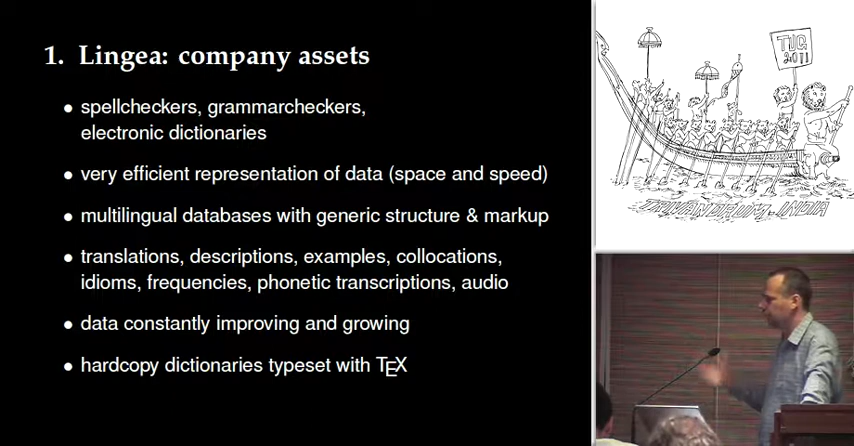 1. Lingea: company assets
• spellcheckers, grammarcheckers,
electronic dictionaries
• very efficient representation of data (space and speed)
• multilingual databases with generic structure & markup
• translations, descriptions, examples, collocations,
idioms, frequencies, phonetic transcriptions, audio
• data constantly improving and growing
• hardcopy dictionaries typeset with TEX
TUG
2011
TRIVANDRUM, INDIA